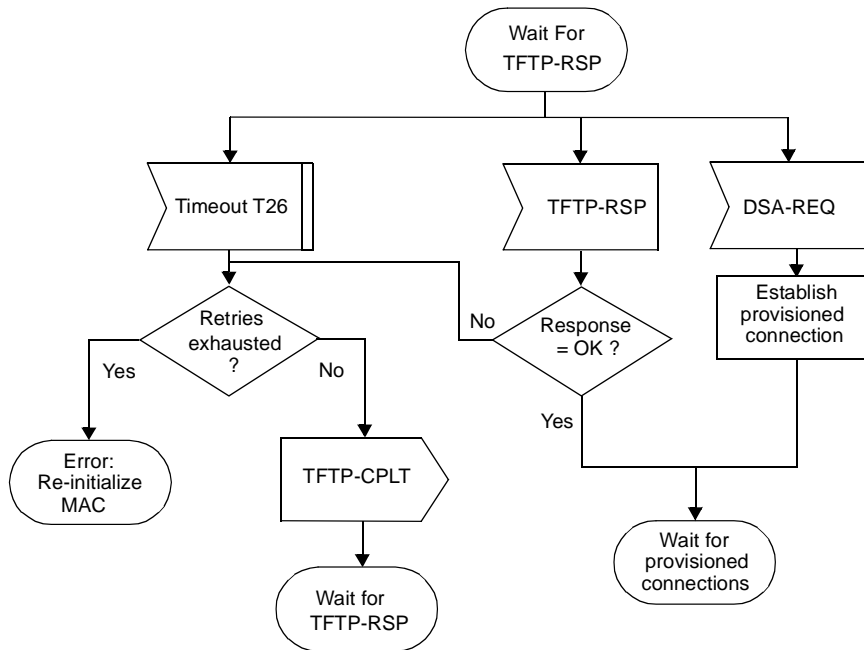 Wait For
TFTP-RSP
Timeout T26
TFTP-RSP
DSA-REQ
Retries
exhausted
?
Yes
No
No
Response
= OK ?
Yes
Establish
provisioned
connection
Error:
Re-initialize
MAC
TFTP-CPLT
Wait for
TFTP-RSP
Wait for
provisioned
connections